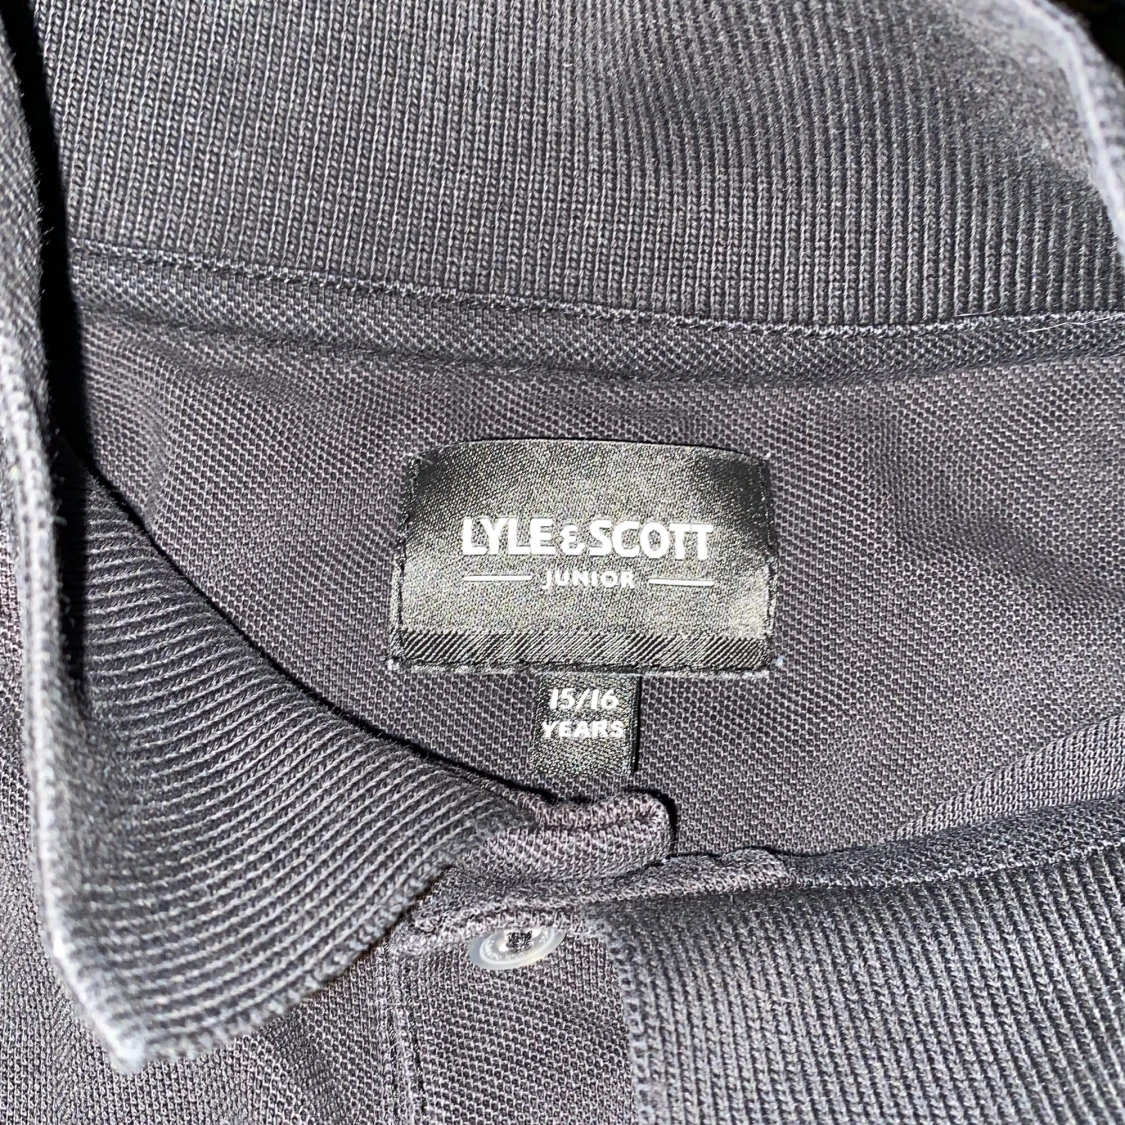 LYLE & SCOTT
JUNIOR
15/16
YEARS